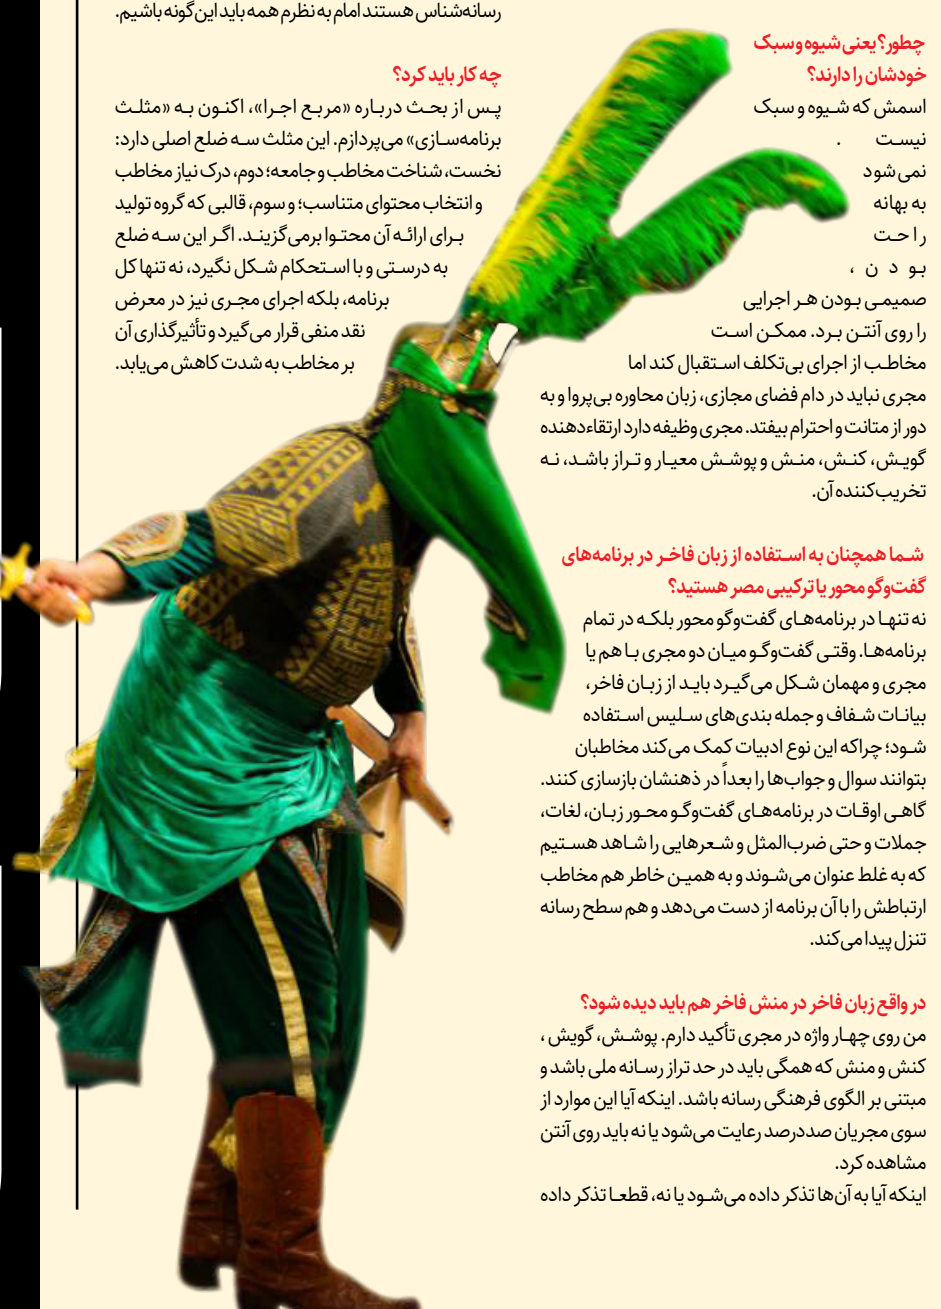 چطور؟ یعنی شیوه و سبک
خودشان را دارند؟
اسمش که شیوه و سبک
نیست .
نمی‌شود
به بهانه
راحت
بودن،
صمیمی بودن هر اجرایی
را روی آنتن برد. ممکن است
مخاطب از اجرای بی‌تکلف استقبال کند اما
مجری نباید در دام فضای مجازی، زبان محاوره بی‌پروا و به
دور از متانت و احترام بیفتد. مجری وظیفه دارد ارتقاءدهنده
گویش، کنش، منش و پوشش معیار و تراز باشد، نه
تخریب‌کننده آن.
شما همچنان به استفاده از زبان فاخر در برنامه‌های
گفت‌وگو محور یا ترکیبی مصر هستید؟
نه تنها در برنامه‌های گفت‌وگو محور بلکه در تمام
برنامه‌ها. وقتی گفت‌وگو میان دو مجری با هم یا
مجری و مهمان شکل می‌گیرد باید از زبان فاخر،
بیانات شفاف و جمله بندی‌های سلیس استفاده
شود؛ چراکه این نوع ادبیات کمک می‌کند مخاطبان
بتوانند سوال و جواب‌ها را بعداً در ذهنشان بازسازی کنند.
گاهی اوقات در برنامه‌های گفت‌وگو محور زبان، لغات،
جملات و حتی ضرب‌المثل و شعرهایی را شاهد هستیم
که به غلط عنوان می‌شوند و به همین خاطر هم مخاطب
ارتباطش را با آن برنامه از دست می‌دهد و هم سطح رسانه
تنزل پیدا می‌کند.
در واقع زبان فاخر در منش فاخر هم باید دیده شود؟
من روی چهار واژه در مجری تأکید دارم. پوشش، گویش ،
کنش و منش که همگی باید در حد تراز رسانه ملی باشد و
مبتنی بر الگوی فرهنگی رسانه باشد. اینکه آیا این موارد از
سوی مجریان صددرصد رعایت می‌شود یا نه باید روی آنتن
مشاهده کرد.
اینکه آیا به آن‌ها تذکر داده می‌شود یا نه، قطعا تذکر داده
رسانه‌شناس هستند امام به نظرم همه باید این‌گونه باشیم.
چه کار باید کرد؟
پس از بحث درباره «مربع اجرا»، اکنون به «مثلث
برنامه‌سازی» می‌پردازم. این مثلث سه ضلع اصلی دارد:
نخست، شناخت مخاطب و جامعه؛ دوم، درک نیاز مخاطب
و انتخاب محتوای متناسب؛ و سوم، قالبی که گروه تولید
برای ارائه آن محتوا برمی‌گزیند. اگر این سه ضلع
به درستی و با استحکام شکل نگیرد، نه تنها کل
برنامه، بلکه اجرای مجری نیز در معرض
نقد منفی قرار می‌گیرد و تأثیرگذاری آن
بر مخاطب به شدت کاهش می‌یابد.